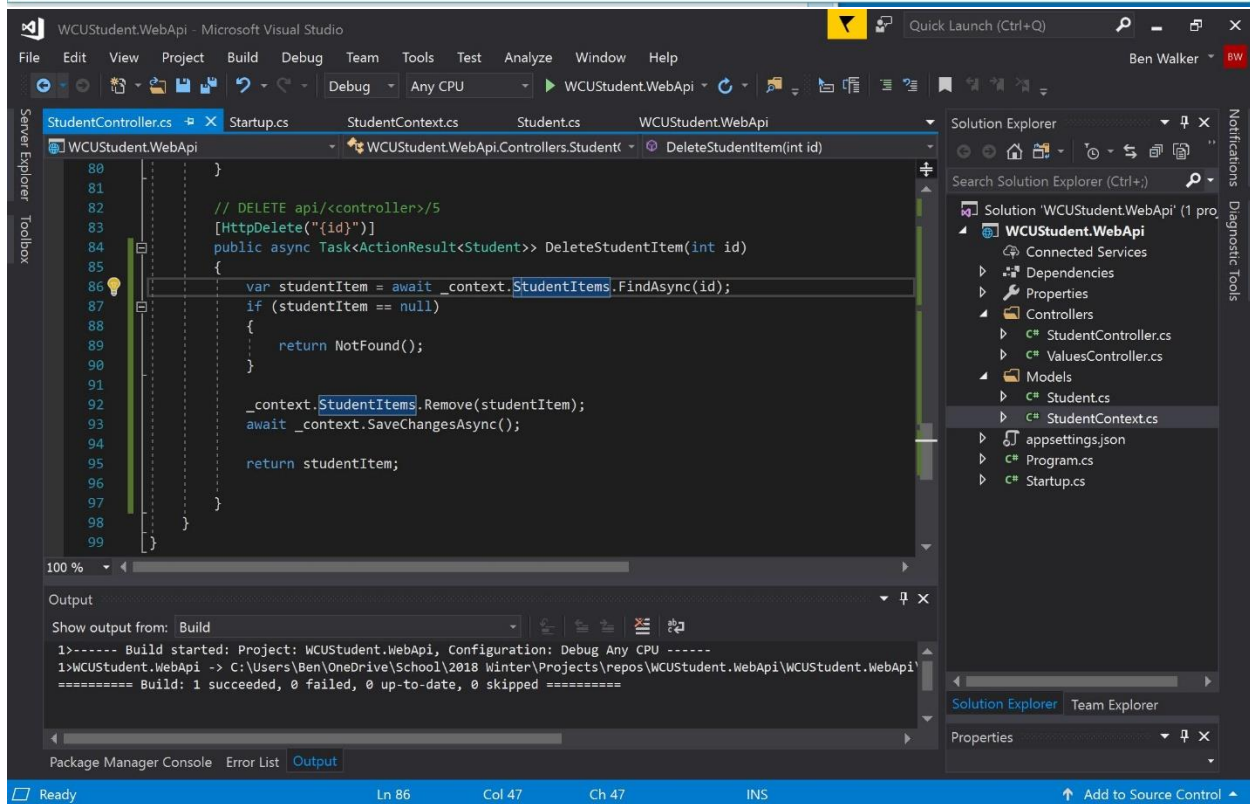 WCUStudent.WebApi - Microsoft Visual Studio
Quick Launch (Ctrl+Q)
File Edit View Project Build Debug Team Tools Test Analyze Window Help
Ben Walker BW
Debug Any CPU WCUStudent.WebApi
Server Explorer
Toolbox
StudentController.cs Startup.cs StudentContext.cs Student.cs WCUStudent.WebApi
WCUStudent.WebApi WCUStudent.WebApi.Controllers.Student( DeleteStudentItem(int id)
80 }
81
82 // DELETE api/<controller>/5
83 [HttpDelete("{id}")]
84 public async Task<ActionResult<Student>> DeleteStudentItem(int id)
85 {
86 var studentItem = await _context.StudentItems.FindAsync(id);
87 if (studentItem == null)
88 {
89 return NotFound();
90 }
91
92 _context.StudentItems.Remove(studentItem);
93 await _context.SaveChangesAsync();
94
95 return studentItem;
96
97 }
98 }
99 }
100 %
Output
Show output from: Build
1>------ Build started: Project: WCUStudent.WebApi, Configuration: Debug Any CPU ------
1>WCUStudent.WebApi -> C:\Users\Ben\OneDrive\School\2018 Winter\Projects\repos\WCUStudent.WebApi\WCUStudent.WebApi\
========== Build: 1 succeeded, 0 failed, 0 up-to-date, 0 skipped ==========
Package Manager Console Error List Output
Solution Explorer
Search Solution Explorer (Ctrl+;)
Solution 'WCUStudent.WebApi' (1 pro
WCUStudent.WebApi
Connected Services
Dependencies
Properties
Controllers
C# StudentController.cs
C# ValuesController.cs
Models
C# Student.cs
C# StudentContext.cs
appsettings.json
C# Program.cs
C# Startup.cs
Solution Explorer Team Explorer
Properties
Notifications
Diagnostic Tools
Ready Ln 86 Col 47 Ch 47 INS Add to Source Control